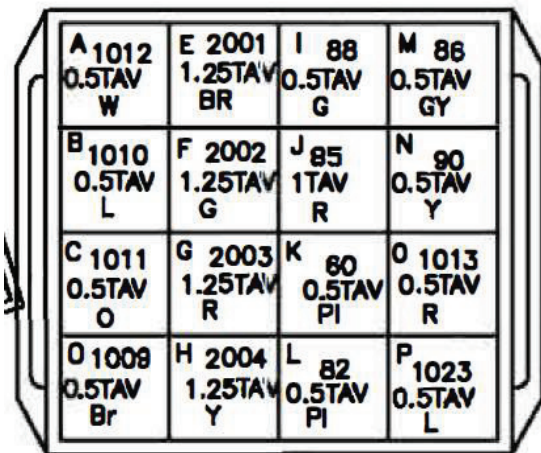 A 1012
0.5TAV
W
B 1010
0.5TAV
L
C 1011
0.5TAV
O
D 1009
0.5TAV
Br
E 2001
1.25TAV
BR
F 2002
1.25TAV
G
G 2003
1.25TAV
R
H 2004
1.25TAV
Y
I 88
0.5TAV
G
J 85
1TAV
R
K 60
0.5TAV
PI
L 82
0.5TAV
PI
M 86
0.5TAV
GY
N 90
0.5TAV
Y
O 1013
0.5TAV
R
P 1023
0.5TAV
L